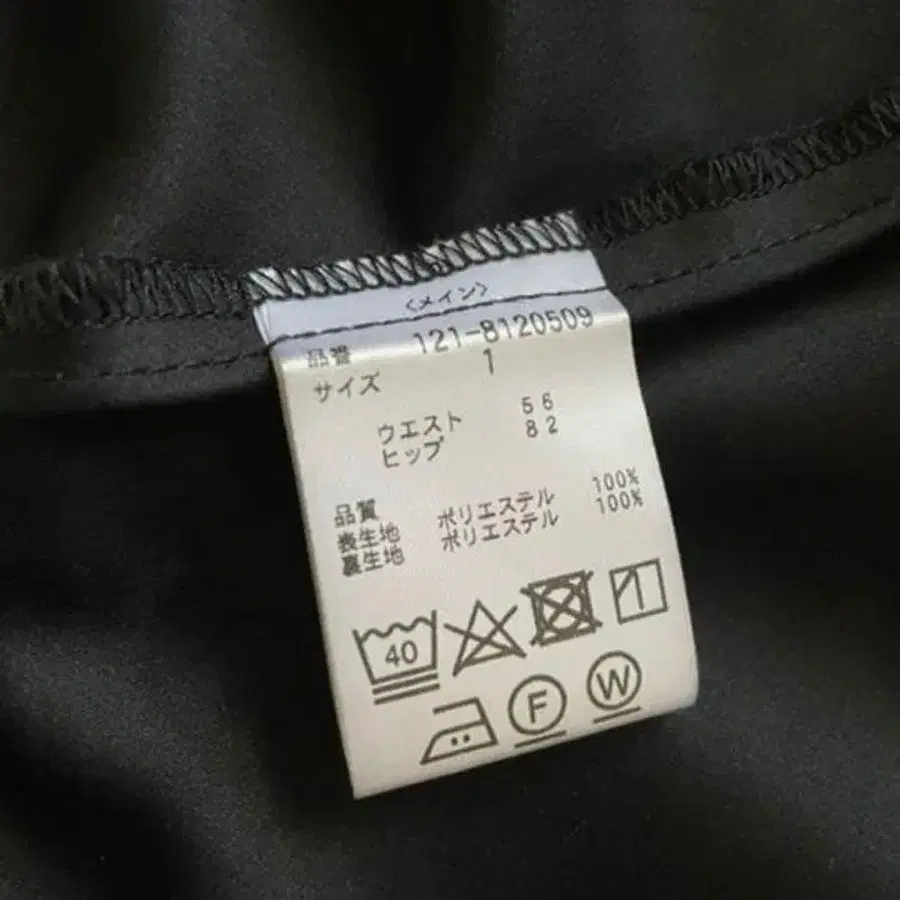 <メイン>
品番 121-8120509
サイズ 1
ウエスト 56
ヒップ 82
品質
表生地 ポリエステル 100%
裏生地 ポリエステル 100%
40
F W